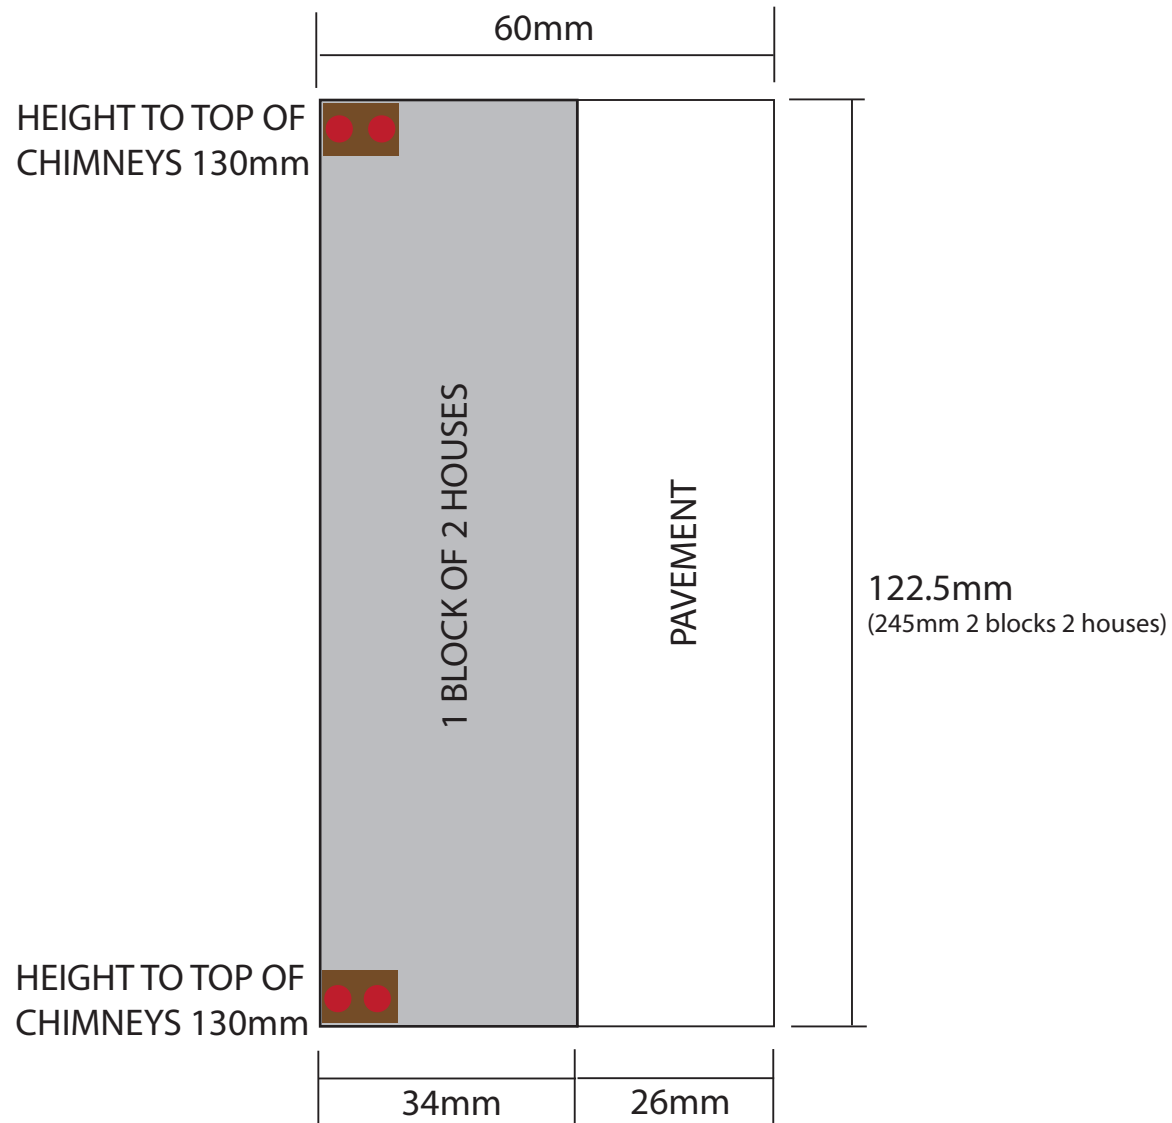 60mm
HEIGHT TO TOP OF
CHIMNEYS 130mm
1 BLOCK OF 2 HOUSES
PAVEMENT
122.5mm
(245mm 2 blocks 2 houses)
HEIGHT TO TOP OF
CHIMNEYS 130mm
34mm
26mm